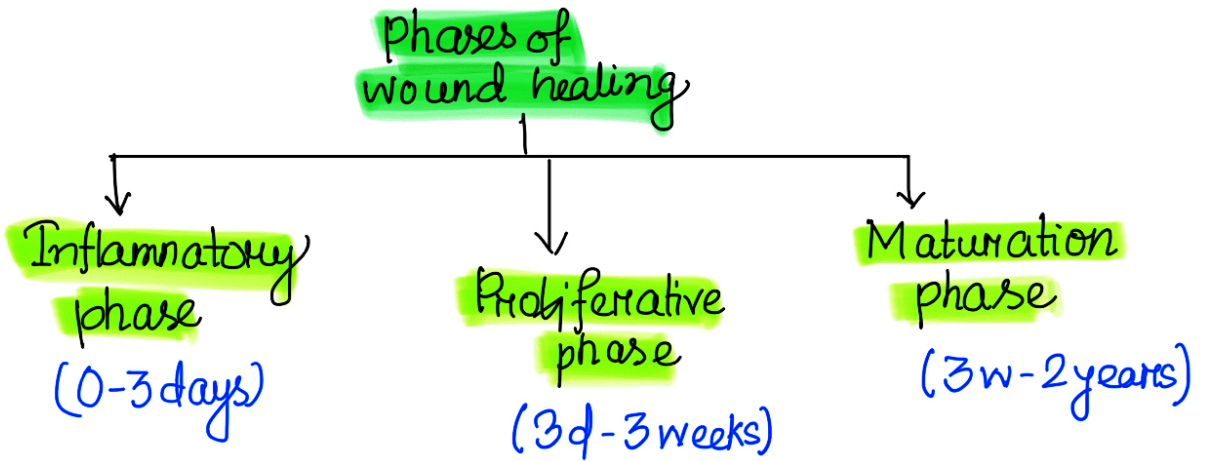 Phases of
wound healing
Inflamnatory
phase
(0-3 days)
Proliferative
phase
(3d-3 weeks)
Maturation
phase
(3w-2 years)